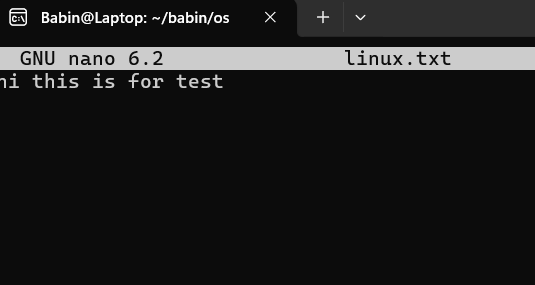 Babin@Laptop: ~/babin/os
GNU nano 6.2 linux.txt
hi this is for test